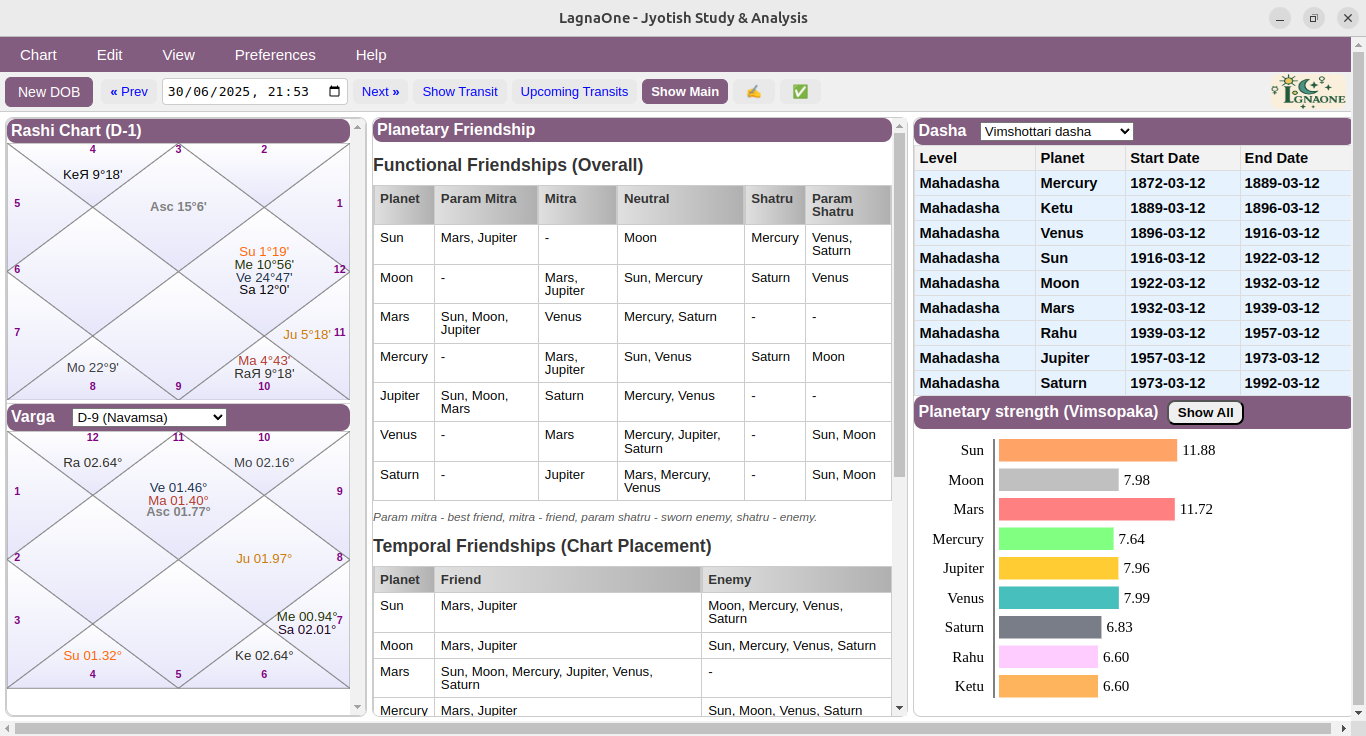 LagnaOne - Jyotish Study & Analysis
Chart Edit View Preferences Help
New DOB « Prev 30/06/2025, 21:53 Next » Show Transit Upcoming Transits Show Main LGNAONE
Rashi Chart (D-1)
4 3 2
KeЯ 9°18'
5 Asc 15°6' 1
Su 1°19'
Me 10°56'
6 12
Ve 24°47'
Sa 12°0'
7 Ju 5°18' 11
Ma 4°43'
Mo 22°9' RaЯ 9°18'
8 9 10
Varga D-9 (Navamsa)
12 11 10
Ra 02.64° Mo 02.16°
1 Ve 01.46° 9
Ma 01.40°
Asc 01.77°
2 Ju 01.97° 8
3 Me 00.94° 7
Sa 02.01°
Su 01.32° Ke 02.64°
4 5 6
Planetary Friendship
Functional Friendships (Overall)
Planet Param Mitra Mitra Neutral Shatru Param Shatru
Sun Mars, Jupiter - Moon Mercury Venus, Saturn
Moon - Mars, Jupiter Sun, Mercury Saturn Venus
Mars Sun, Moon, Jupiter Venus Mercury, Saturn - -
Mercury - Mars, Jupiter Sun, Venus Saturn Moon
Jupiter Sun, Moon, Mars Saturn Mercury, Venus - -
Venus - Mars Mercury, Jupiter, Saturn - Sun, Moon
Saturn - Jupiter Mars, Mercury, Venus - Sun, Moon
Param mitra - best friend, mitra - friend, param shatru - sworn enemy, shatru - enemy.
Temporal Friendships (Chart Placement)
Planet Friend Enemy
Sun Mars, Jupiter Moon, Mercury, Venus, Saturn
Moon Mars, Jupiter Sun, Mercury, Venus, Saturn
Mars Sun, Moon, Mercury, Jupiter, Venus, Saturn -
Mercury Mars, Jupiter Sun, Moon, Venus, Saturn
Dasha Vimshottari dasha
Level Planet Start Date End Date
Mahadasha Mercury 1872-03-12 1889-03-12
Mahadasha Ketu 1889-03-12 1896-03-12
Mahadasha Venus 1896-03-12 1916-03-12
Mahadasha Sun 1916-03-12 1922-03-12
Mahadasha Moon 1922-03-12 1932-03-12
Mahadasha Mars 1932-03-12 1939-03-12
Mahadasha Rahu 1939-03-12 1957-03-12
Mahadasha Jupiter 1957-03-12 1973-03-12
Mahadasha Saturn 1973-03-12 1992-03-12
Planetary strength (Vimsopaka) Show All
Sun 11.88
Moon 7.98
Mars 11.72
Mercury 7.64
Jupiter 7.96
Venus 7.99
Saturn 6.83
Rahu 6.60
Ketu 6.60